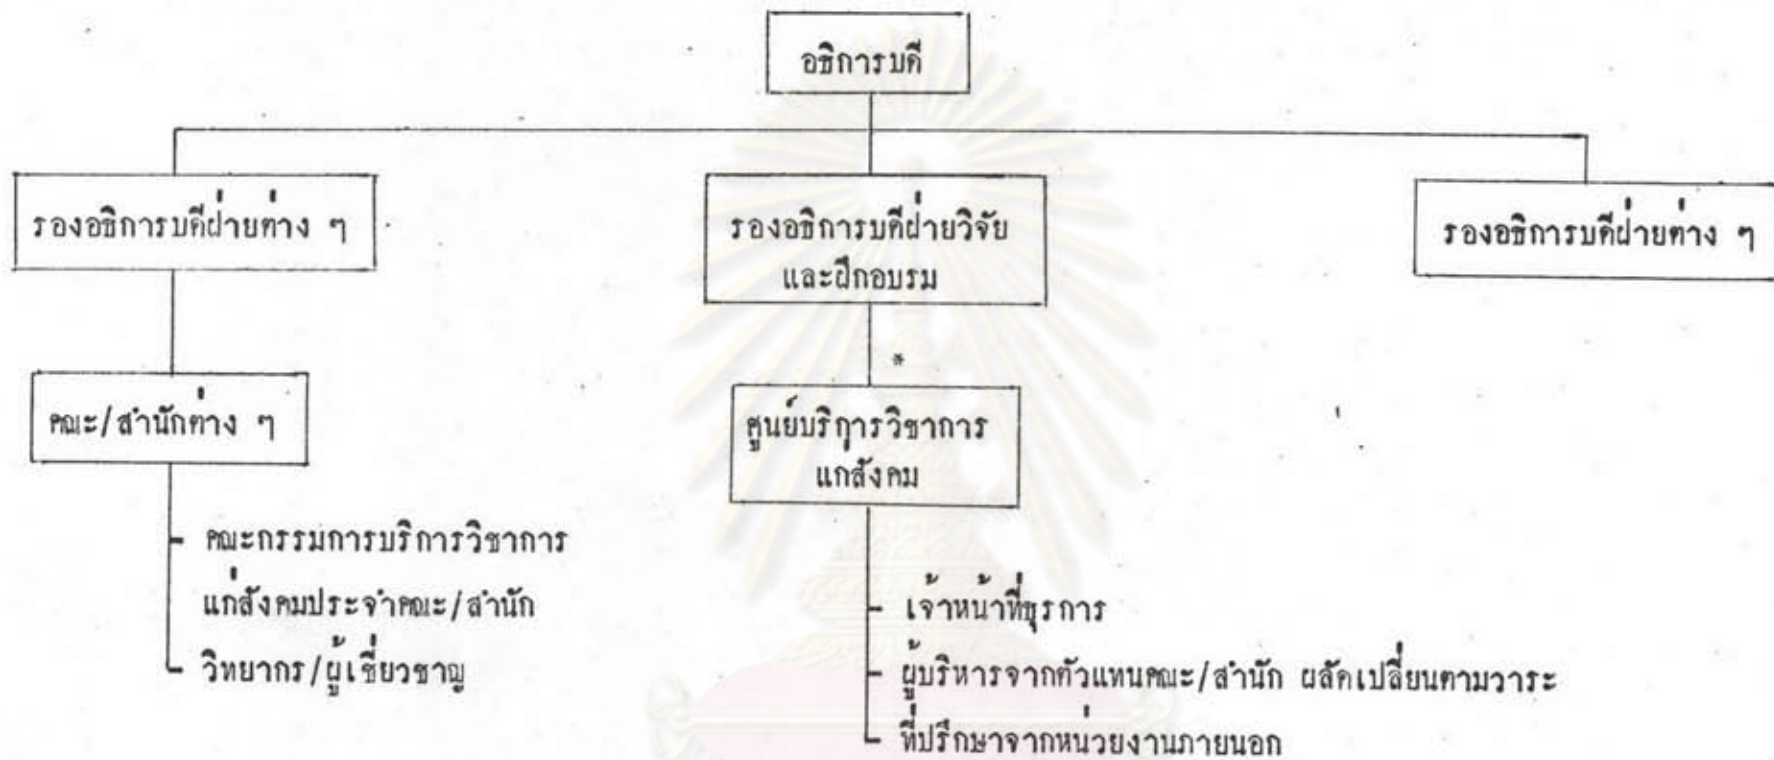 อธิการบดี
รองอธิการบดีฝ่ายต่าง ๆ
รองอธิการบดีฝ่ายวิจัย
และฝึกอบรม
รองอธิการบดีฝ่ายต่าง ๆ
*
คณะ/สำนักต่าง ๆ
ศูนย์บริการวิชาการ
แก่สังคม
- คณะกรรมการบริการวิชาการ
แก่สังคมประจำคณะ/สำนัก
- วิทยากร/ผู้เชี่ยวชาญ
- เจ้าหน้าที่ธุรการ
- ผู้บริหารจากตัวแทนคณะ/สำนัก ผลัดเปลี่ยนตามวาระ
- ที่ปรึกษาจากหน่วยงานภายนอก